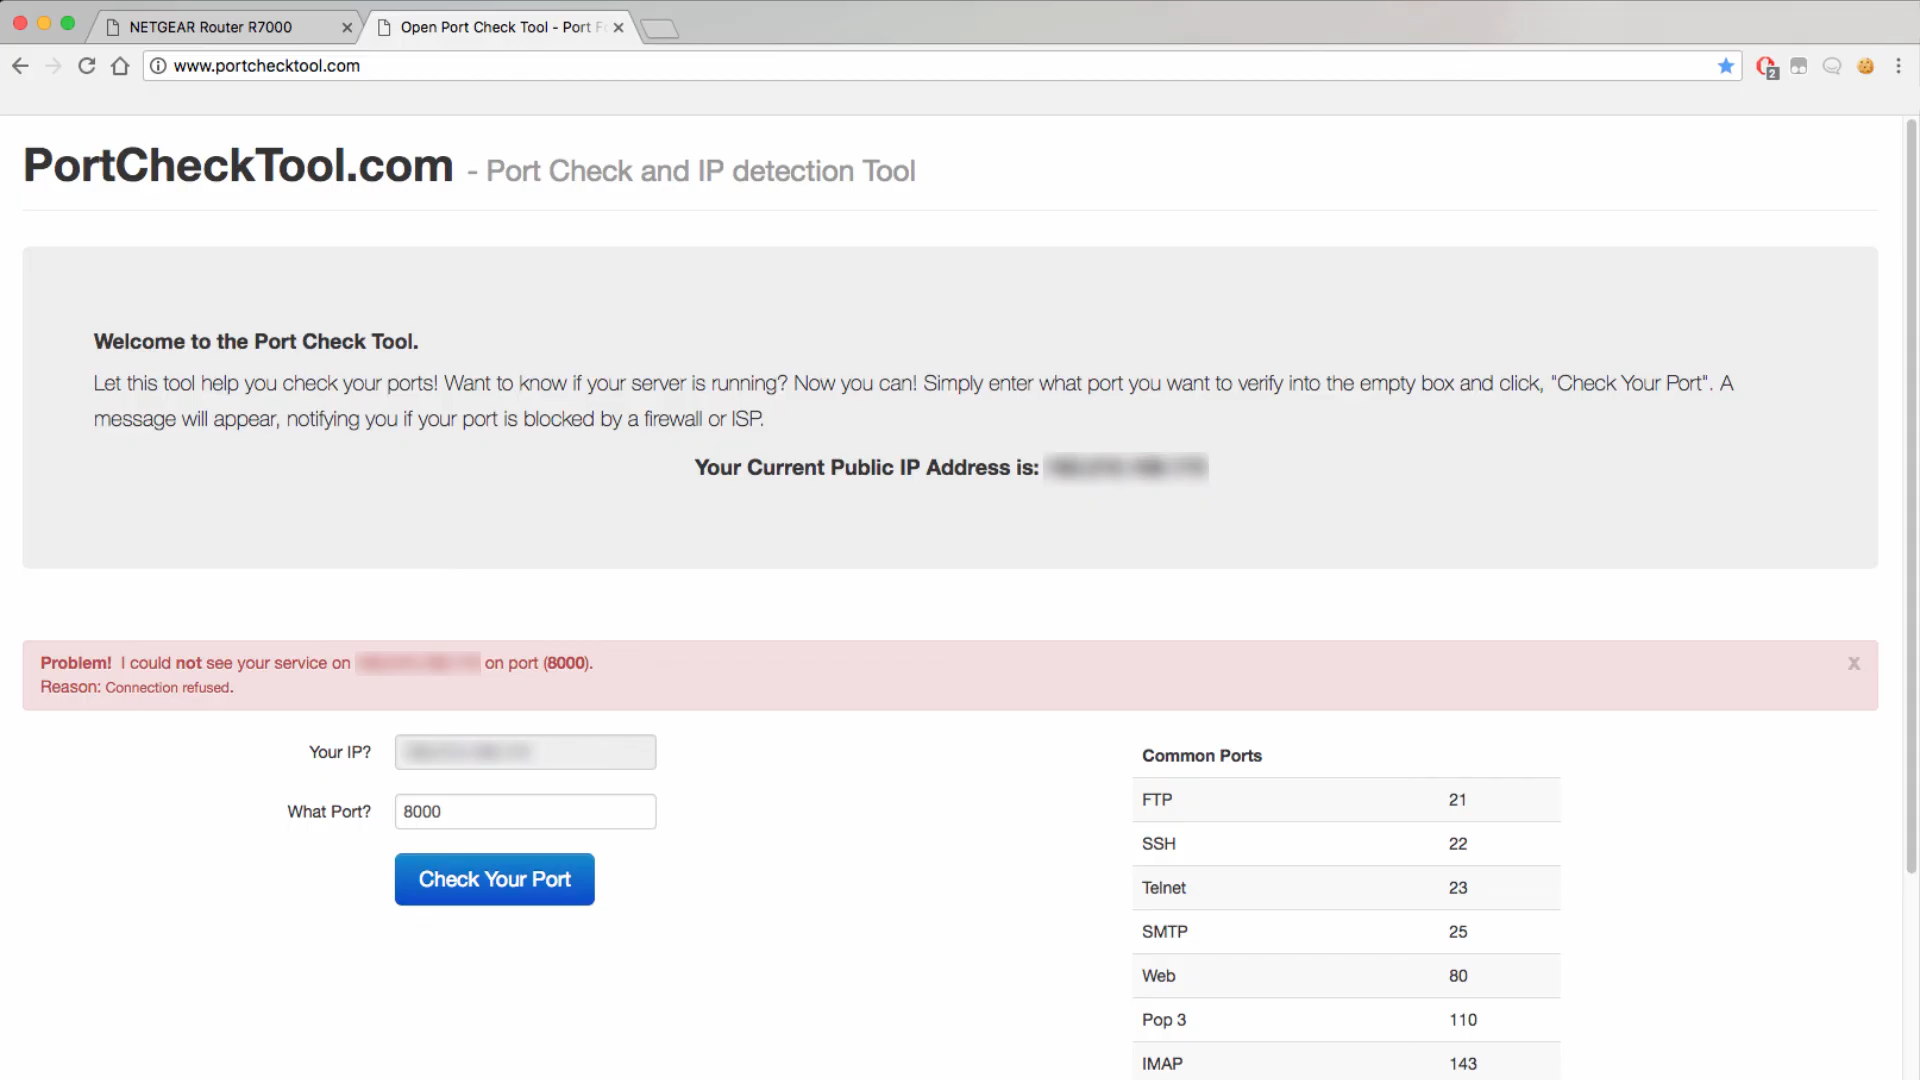 NETGEAR Router R7000
Open Port Check Tool - Port F
www.portchecktool.com
2
PortCheckTool.com - Port Check and IP detection Tool
Welcome to the Port Check Tool.
Let this tool help you check your ports! Want to know if your server is running? Now you can! Simply enter what port you want to verify into the empty box and click, "Check Your Port". A
message will appear, notifying you if your port is blocked by a firewall or ISP.
Your Current Public IP Address is:
Problem! I could not see your service on on port (8000).
x
Reason: Connection refused.
Your IP?
What Port? 8000
Check Your Port
Common Ports
FTP 21
SSH 22
Telnet 23
SMTP 25
Web 80
Pop 3 110
IMAP 143